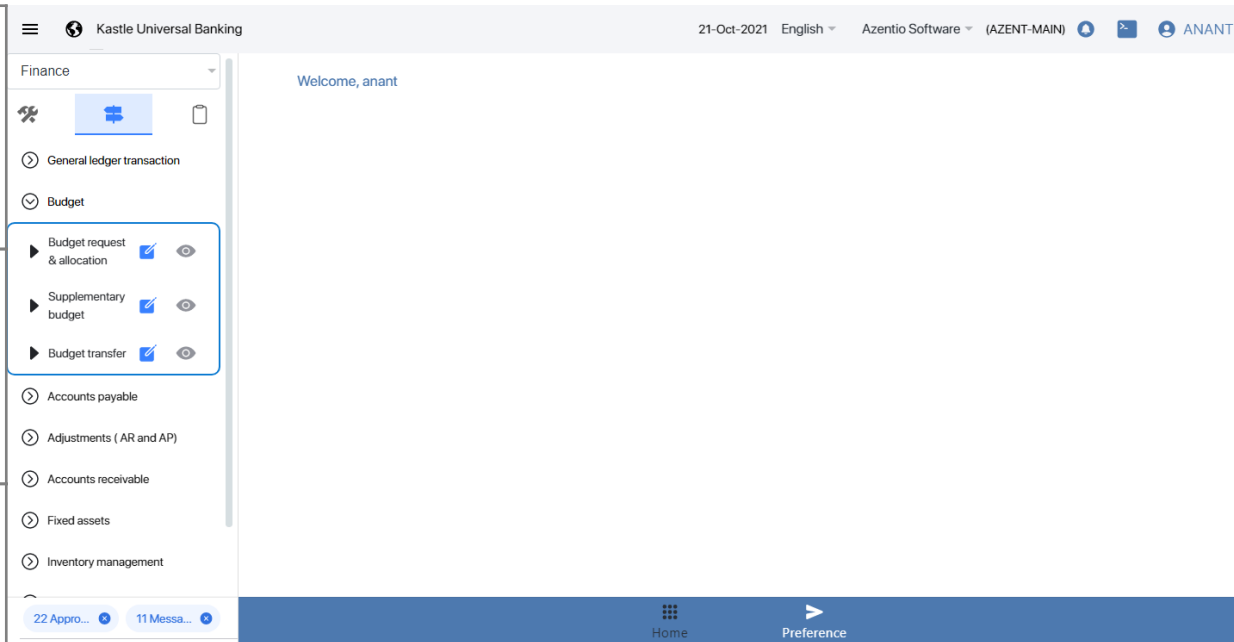 Kastle Universal Banking
21-Oct-2021 English Azentio Software (AZENT-MAIN) ANANT
Finance
Welcome, anant
General ledger transaction
Budget
Budget request
& allocation
Supplementary
budget
Budget transfer
Accounts payable
Adjustments ( AR and AP)
Accounts receivable
Fixed assets
Inventory management
22 Appro... 11 Messa...
Home
Preference